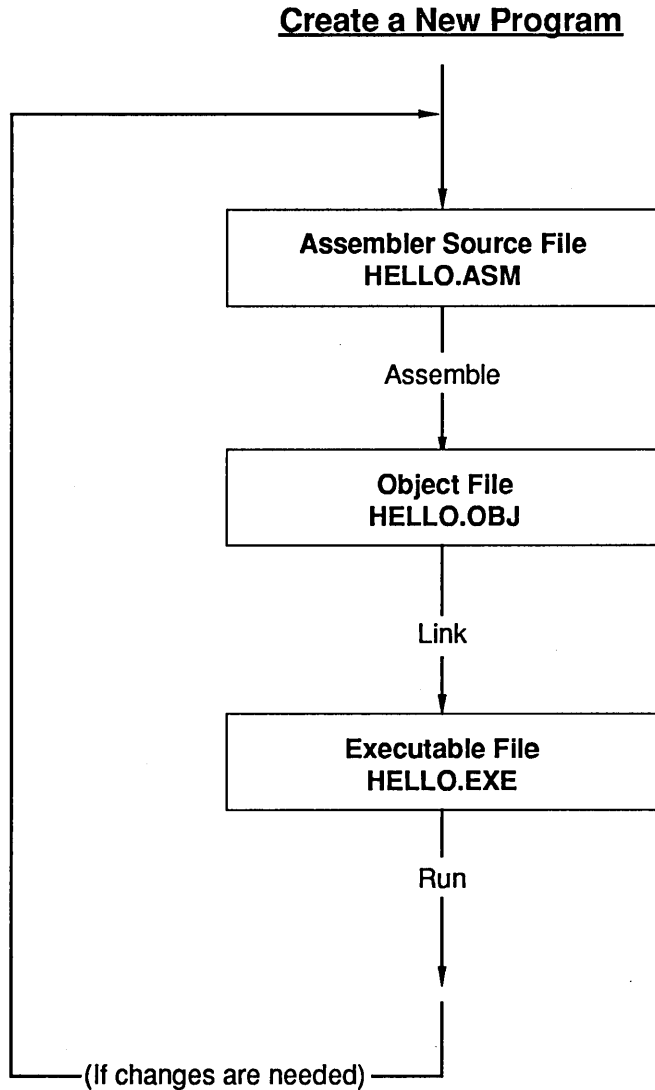 Create a New Program
Assembler Source File
HELLO.ASM
Assemble
Object File
HELLO.OBJ
Link
Executable File
HELLO.EXE
Run
(If changes are needed)